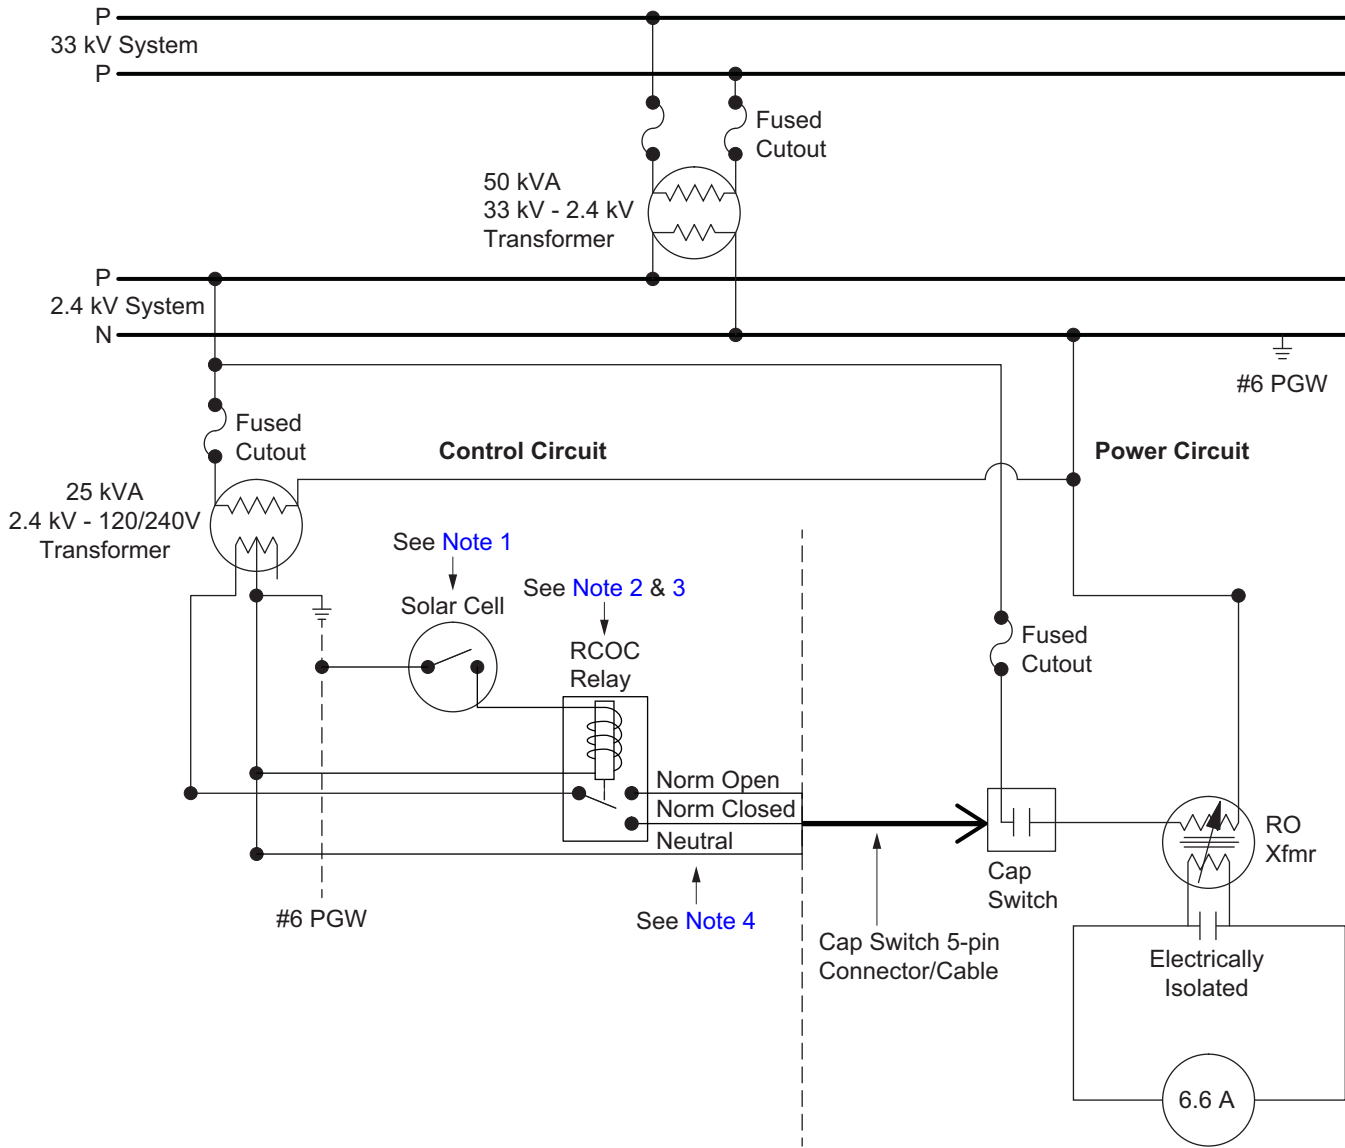 P
33 kV System
P
Fused
Cutout
50 kVA
33 kV - 2.4 kV
Transformer
P
2.4 kV System
N
#6 PGW
Fused
Cutout
Control Circuit
Power Circuit
25 kVA
2.4 kV - 120/240V
Transformer
See Note 1
Solar Cell
See Note 2 & 3
RCOC
Relay
Fused
Cutout
Norm Open
Norm Closed
Neutral
#6 PGW
See Note 4
Cap
Switch
RO
Xfmr
Cap Switch 5-pin
Connector/Cable
Electrically
Isolated
6.6 A